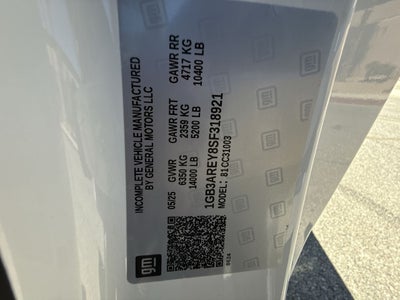 INCOMPLETE VEHICLE MANUFACTURED
BY GENERAL MOTORS LLC
05/25 GVWR GAWR FRT GAWR RR
6350 KG 2359 KG 4717 KG
14000 LB 5200 LB 10400 LB
1GB3AREY8SF318921
MODEL: 81CC31003
gm